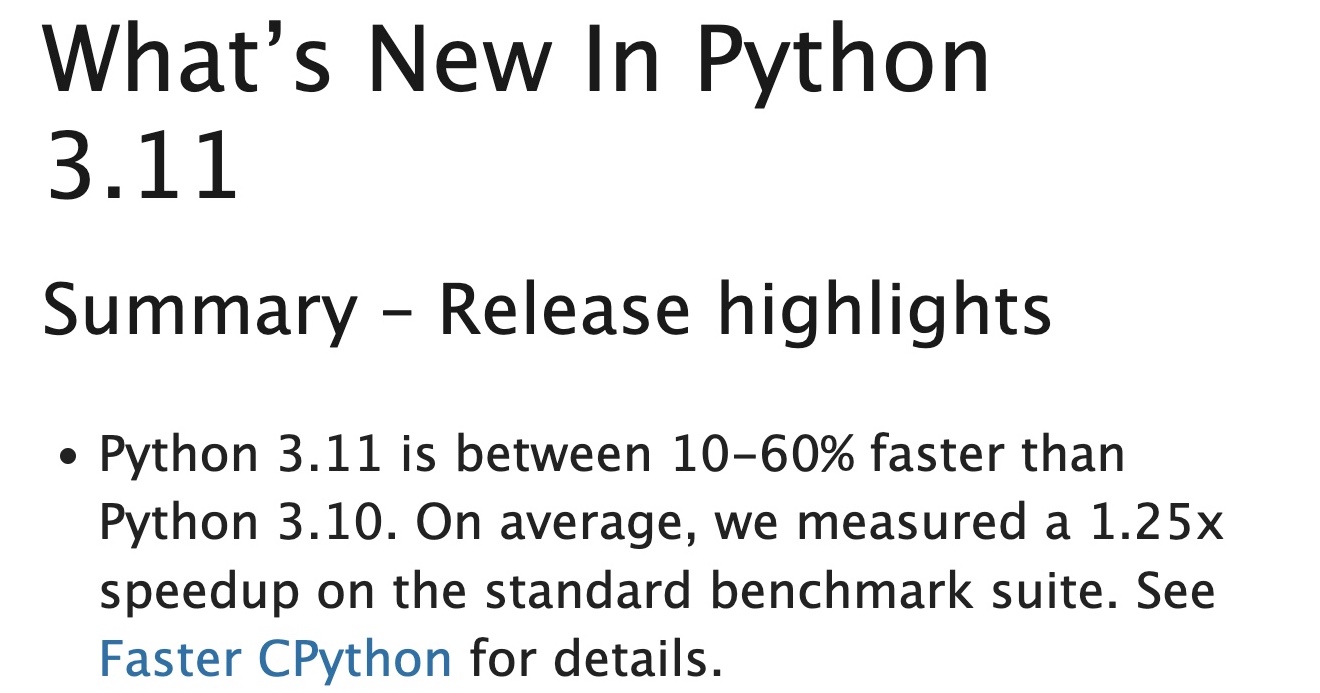 What’s New In Python
3.11
Summary – Release highlights
• Python 3.11 is between 10–60% faster than
Python 3.10. On average, we measured a 1.25x
speedup on the standard benchmark suite. See
Faster CPython for details.